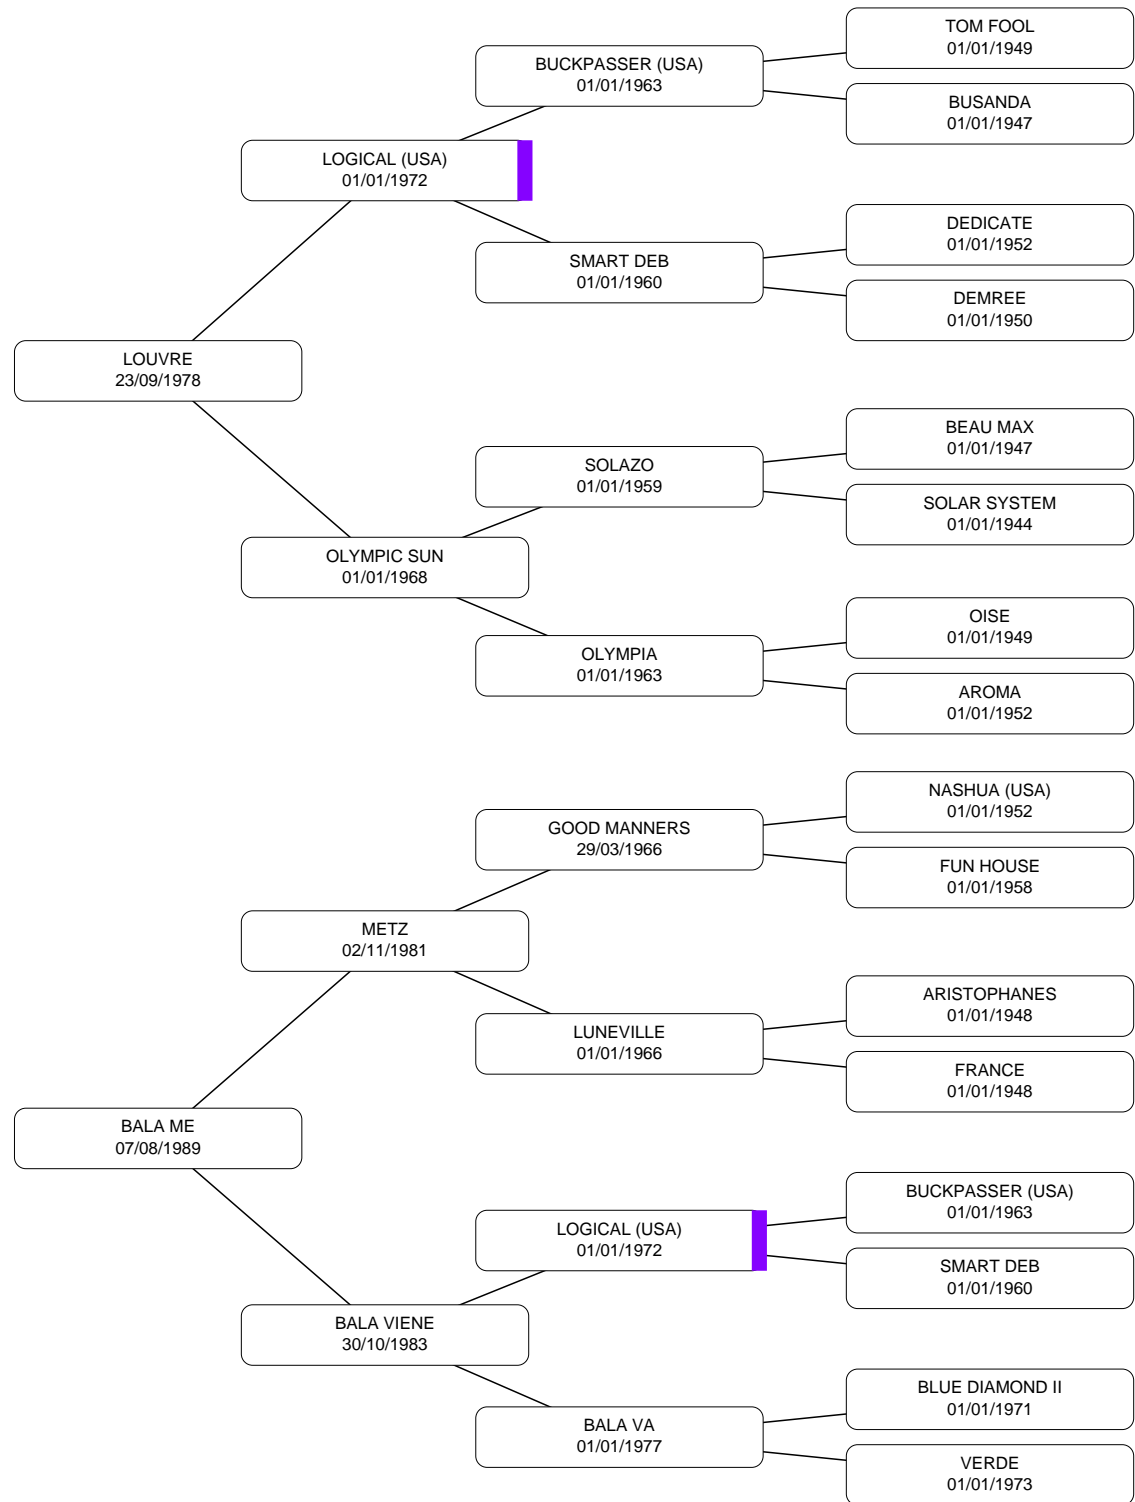 TOM FOOL
01/01/1949
BUCKPASSER (USA)
01/01/1963
BUSANDA
01/01/1947
LOGICAL (USA)
01/01/1972
DEDICATE
01/01/1952
SMART DEB
01/01/1960
DEMREE
01/01/1950
LOUVRE
23/09/1978
BEAU MAX
01/01/1947
SOLAZO
01/01/1959
SOLAR SYSTEM
01/01/1944
OLYMPIC SUN
01/01/1968
OISE
01/01/1949
OLYMPIA
01/01/1963
AROMA
01/01/1952
NASHUA (USA)
01/01/1952
GOOD MANNERS
29/03/1966
FUN HOUSE
01/01/1958
METZ
02/11/1981
ARISTOPHANES
01/01/1948
LUNEVILLE
01/01/1966
FRANCE
01/01/1948
BALA ME
07/08/1989
BUCKPASSER (USA)
01/01/1963
LOGICAL (USA)
01/01/1972
SMART DEB
01/01/1960
BALA VIENE
30/10/1983
BLUE DIAMOND II
01/01/1971
BALA VA
01/01/1977
VERDE
01/01/1973